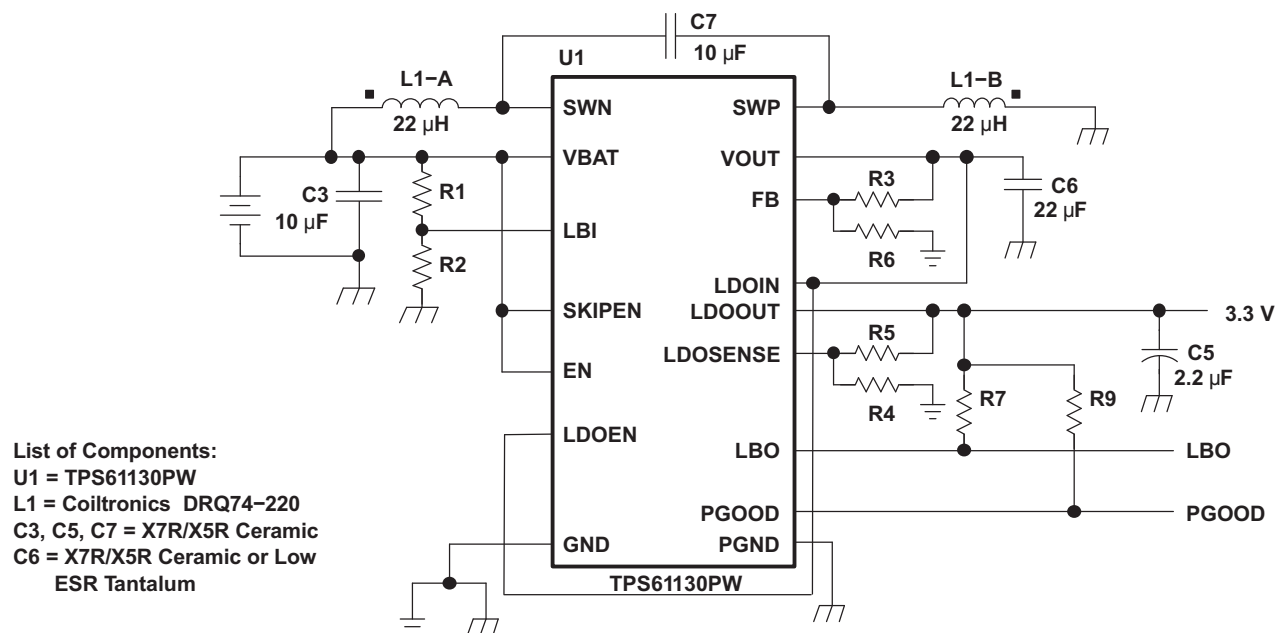 C7
10 µF
U1
L1−A
22 µH
L1−B
22 µH
SWN
SWP
VBAT
VOUT
C3
10 µF
R1
R3
FB
C6
22 µF
LBI
R2
R6
LDOIN
SKIPEN
LDOOUT
3.3 V
R5
LDOSENSE
C5
2.2 µF
EN
R4
R7
R9
LDOEN
LBO
LBO
PGOOD
PGOOD
GND
PGND
TPS61130PW
List of Components:
U1 = TPS61130PW
L1 = Coiltronics DRQ74−220
C3, C5, C7 = X7R/X5R Ceramic
C6 = X7R/X5R Ceramic or Low
ESR Tantalum